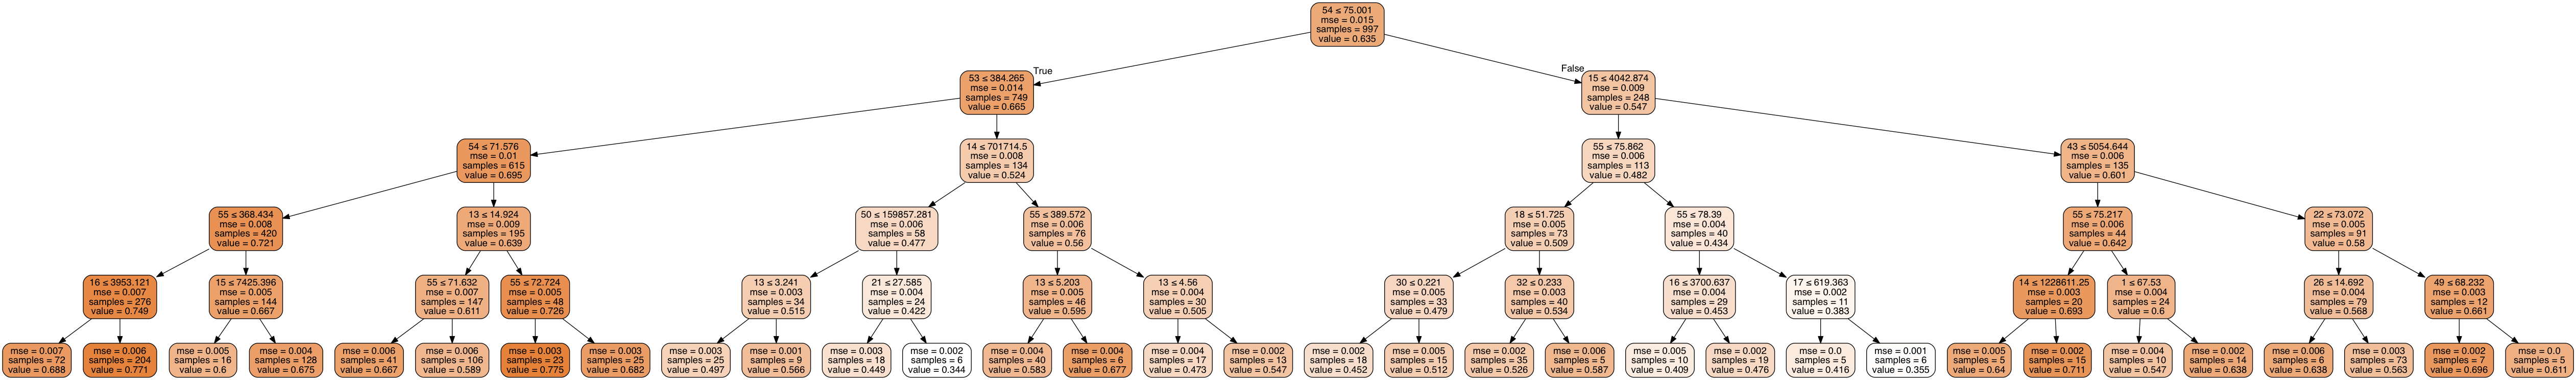 54 ≤ 75.001
mse = 0.015
samples = 997
value = 0.635
True
False
53 ≤ 384.265
mse = 0.014
samples = 749
value = 0.665
15 ≤ 4042.874
mse = 0.009
samples = 248
value = 0.547
54 ≤ 71.576
mse = 0.01
samples = 615
value = 0.695
14 ≤ 701714.5
mse = 0.008
samples = 134
value = 0.524
55 ≤ 75.862
mse = 0.006
samples = 113
value = 0.482
43 ≤ 5054.644
mse = 0.006
samples = 135
value = 0.601
55 ≤ 368.434
mse = 0.008
samples = 420
value = 0.721
13 ≤ 14.924
mse = 0.009
samples = 195
value = 0.639
50 ≤ 159857.281
mse = 0.006
samples = 58
value = 0.477
55 ≤ 389.572
mse = 0.006
samples = 76
value = 0.56
18 ≤ 51.725
mse = 0.005
samples = 73
value = 0.509
55 ≤ 78.39
mse = 0.004
samples = 40
value = 0.434
55 ≤ 75.217
mse = 0.006
samples = 44
value = 0.642
22 ≤ 73.072
mse = 0.005
samples = 91
value = 0.58
16 ≤ 3953.121
mse = 0.007
samples = 276
value = 0.749
15 ≤ 7425.396
mse = 0.005
samples = 144
value = 0.667
55 ≤ 71.632
mse = 0.007
samples = 147
value = 0.611
55 ≤ 72.724
mse = 0.005
samples = 48
value = 0.726
13 ≤ 3.241
mse = 0.003
samples = 34
value = 0.515
21 ≤ 27.585
mse = 0.004
samples = 24
value = 0.422
13 ≤ 5.203
mse = 0.005
samples = 46
value = 0.595
13 ≤ 4.56
mse = 0.004
samples = 30
value = 0.505
30 ≤ 0.221
mse = 0.005
samples = 33
value = 0.479
32 ≤ 0.233
mse = 0.003
samples = 40
value = 0.534
16 ≤ 3700.637
mse = 0.004
samples = 29
value = 0.453
17 ≤ 619.363
mse = 0.002
samples = 11
value = 0.383
14 ≤ 1228611.25
mse = 0.003
samples = 20
value = 0.693
1 ≤ 67.53
mse = 0.004
samples = 24
value = 0.6
26 ≤ 14.692
mse = 0.004
samples = 79
value = 0.568
49 ≤ 68.232
mse = 0.003
samples = 12
value = 0.661
mse = 0.007
samples = 72
value = 0.688
mse = 0.006
samples = 204
value = 0.771
mse = 0.005
samples = 16
value = 0.6
mse = 0.004
samples = 128
value = 0.675
mse = 0.006
samples = 41
value = 0.667
mse = 0.006
samples = 106
value = 0.589
mse = 0.003
samples = 23
value = 0.775
mse = 0.003
samples = 25
value = 0.682
mse = 0.003
samples = 25
value = 0.497
mse = 0.001
samples = 9
value = 0.566
mse = 0.003
samples = 18
value = 0.449
mse = 0.002
samples = 6
value = 0.344
mse = 0.004
samples = 40
value = 0.583
mse = 0.004
samples = 6
value = 0.677
mse = 0.004
samples = 17
value = 0.473
mse = 0.002
samples = 13
value = 0.547
mse = 0.002
samples = 18
value = 0.452
mse = 0.005
samples = 15
value = 0.512
mse = 0.002
samples = 35
value = 0.526
mse = 0.006
samples = 5
value = 0.587
mse = 0.005
samples = 10
value = 0.409
mse = 0.002
samples = 19
value = 0.476
mse = 0.0
samples = 5
value = 0.416
mse = 0.001
samples = 6
value = 0.355
mse = 0.005
samples = 5
value = 0.64
mse = 0.002
samples = 15
value = 0.711
mse = 0.004
samples = 10
value = 0.547
mse = 0.002
samples = 14
value = 0.638
mse = 0.006
samples = 6
value = 0.638
mse = 0.003
samples = 73
value = 0.563
mse = 0.002
samples = 7
value = 0.696
mse = 0.0
samples = 5
value = 0.611